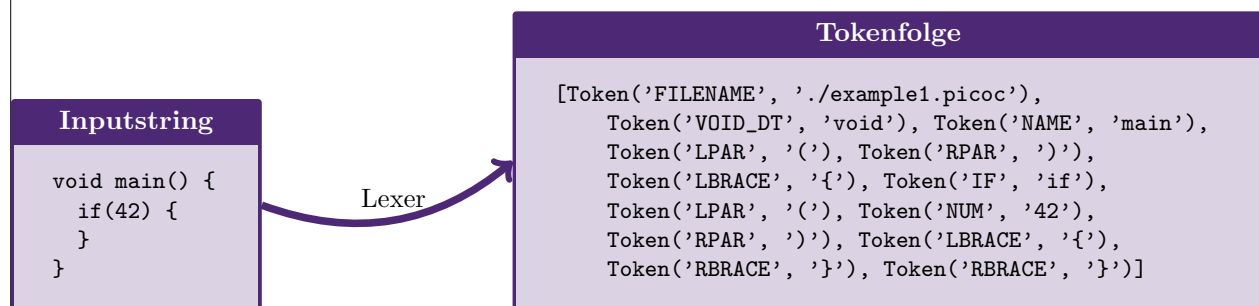 Inputstring
void main() {
  if(42) {
  }
}
Lexer
Tokenfolge
[Token('FILENAME', './example1.picoc'),
    Token('VOID_DT', 'void'), Token('NAME', 'main'),
    Token('LPAR', '('), Token('RPAR', ')'),
    Token('LBRACE', '{'), Token('IF', 'if'),
    Token('LPAR', '('), Token('NUM', '42'),
    Token('RPAR', ')'), Token('LBRACE', '{'),
    Token('RBRACE', '}'), Token('RBRACE', '}')]